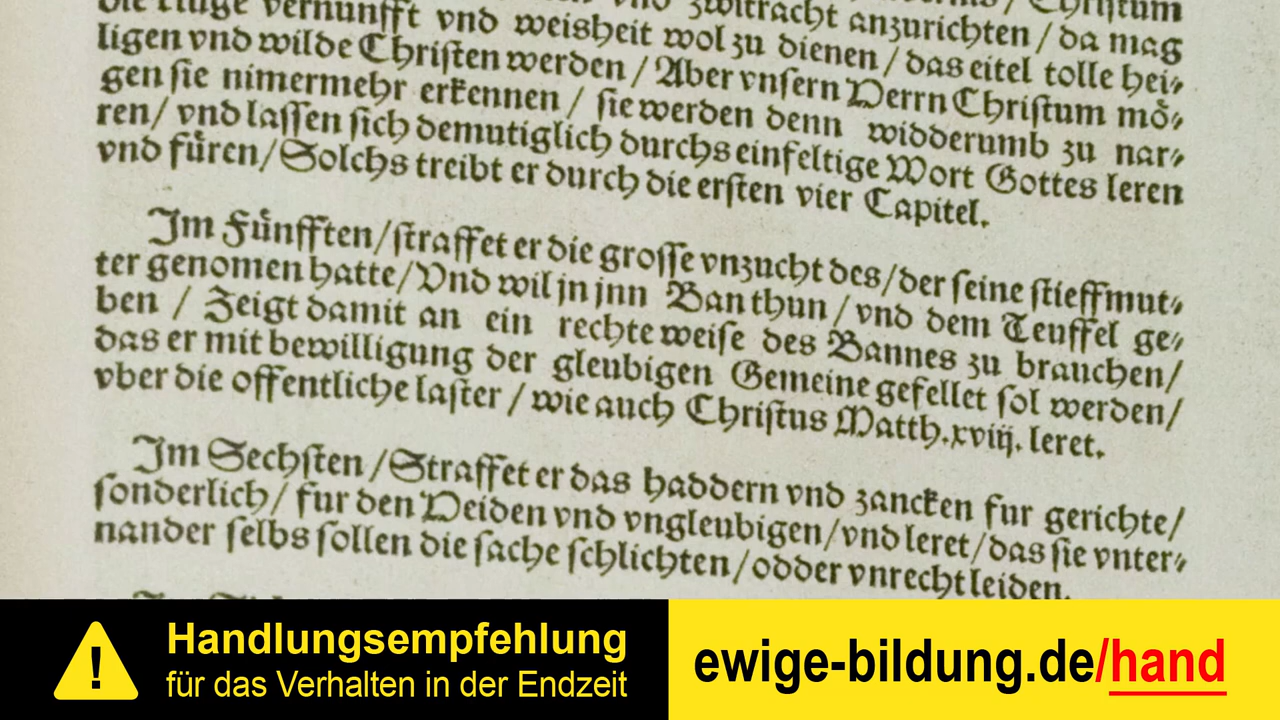 die kluge vernunfft vnd weisheit wol zu dienen / das eitel tolle hei⸗
zwitracht anzurichten / da mag
Christum
ligen vnd wilde Christen werden / Aber vnsern Herrn Christum mö⸗
gen sie nimermehr erkennen / sie werden denn widderumb zu nar⸗
ren / vnd lassen sich demutiglich durchs einfeltige Wort Gottes leren
vnd füren / Solchs treibt er durch die ersten vier Capitel.
Im Fünfften / straffet er die grosse vnzucht des / der seine stieffmut⸗
ter genomen hatte / Vnd wil jn jnn Ban thun / vnd dem Teuffel ge⸗
ben / Zeigt damit an ein rechte weise des Bannes zu brauchen /
das er mit bewilligung der gleubigen Gemeine gefellet sol werden /
vber die offentliche laster / wie auch Christus Matth. xviij. leret.
Im Sechsten / Straffet er das haddern vnd zancken fur gerichte /
sonderlich / fur den Heiden vnd vngleubigen / vnd leret / das sie vnter⸗
nander selbs sollen die sache schlichten / odder vnrecht leiden.
! Handlungsempfehlung
für das Verhalten in der Endzeit
ewige-bildung.de/hand